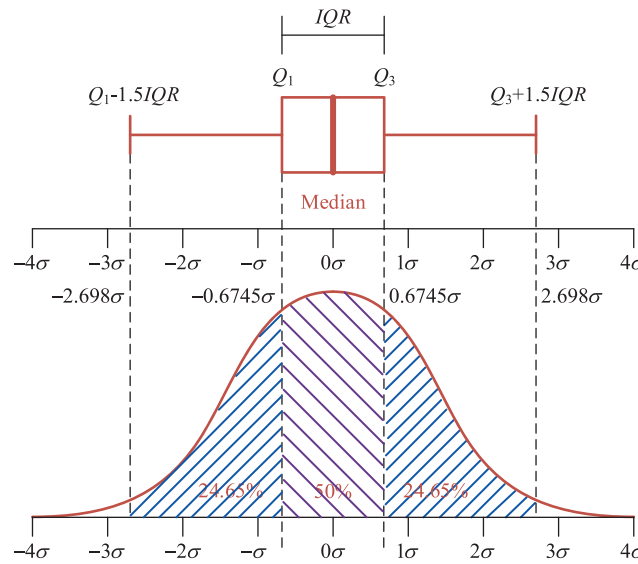 IQR
Q1 Q3
Q1-1.5IQR Q3+1.5IQR
Median
−4σ −3σ −2σ −σ 0σ 1σ 2σ 3σ 4σ
−2.698σ −0.6745σ 0.6745σ 2.698σ
24.65% 50% 24.65%
−4σ −3σ −2σ −σ 0σ 1σ 2σ 3σ 4σ